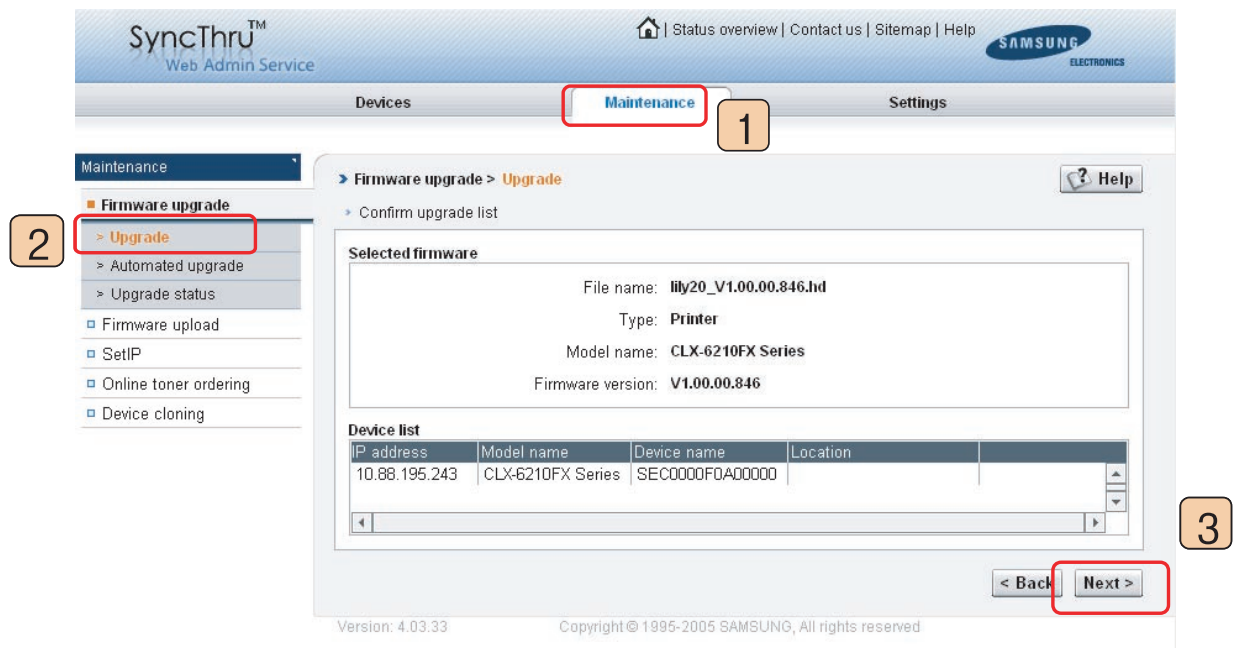 SyncThru™
Web Admin Service
| Status overview | Contact us | Sitemap | Help
SAMSUNG
ELECTRONICS
Devices
Maintenance
Settings
1
Maintenance
Firmware upgrade
2
> Upgrade
> Automated upgrade
> Upgrade status
Firmware upload
SetIP
Online toner ordering
Device cloning
Firmware upgrade > Upgrade
? Help
Confirm upgrade list
Selected firmware
File name: lily20_V1.00.00.846.hd
Type: Printer
Model name: CLX-6210FX Series
Firmware version: V1.00.00.846
Device list
IP address Model name Device name Location
10.88.195.243 CLX-6210FX Series SEC0000F0A00000
3
< Back Next >
Version: 4.03.33 Copyright © 1995-2005 SAMSUNG, All rights reserved